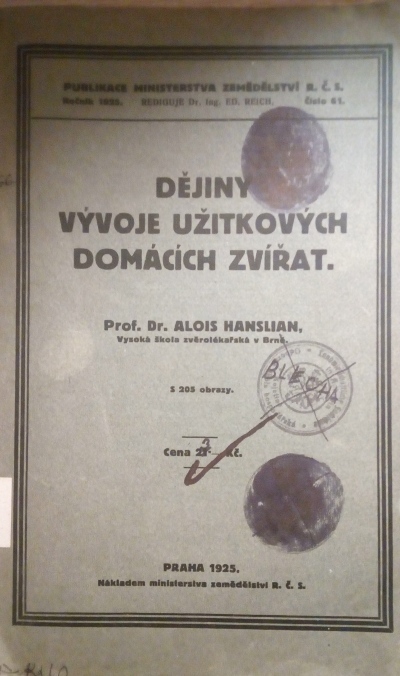 PUBLIKACE MINISTERSTVA ZEMĚDĚLSTVÍ R. Č. S.
Ročník 1925. REDIGUJE Dr. Ing. ED. REICH. Číslo 61.
DĚJINY
VÝVOJE UŽITKOVÝCH
DOMÁCÍCH ZVÍŘAT.
Prof. Dr. ALOIS HANSLIAN,
Vysoká škola zvěrolékařská v Brně.
BLECHA
S 205 obrazy.
Cena Kč.
PRAHA 1925.
Nákladem ministerstva zemědělství R. Č. S.